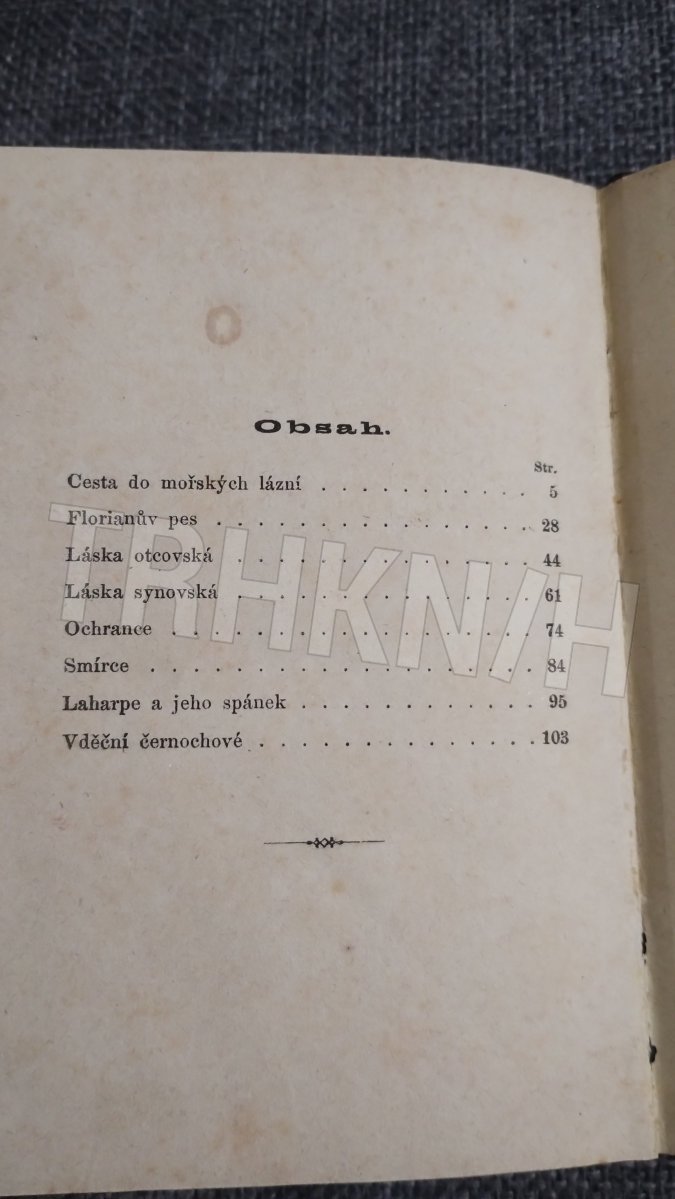 Obsah.
Str.
Cesta do mořských lázní . . . . . . . . . . . 5
Florianův pes . . . . . . . . . . . . . . . 28
Láska otcovská . . . . . . . . . . . . . . 44
Láska synovská . . . . . . . . . . . . . . 61
Ochrance . . . . . . . . . . . . . . . . . 74
Smírce . . . . . . . . . . . . . . . . . . 84
Laharpe a jeho spánek . . . . . . . . . . . 95
Vděční černochové . . . . . . . . . . . . . 103
TRHKNIH